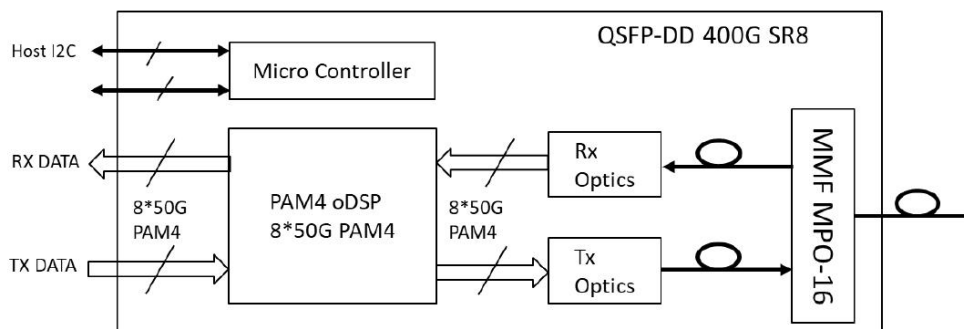 QSFP-DD 400G SR8
Host I2C
Micro Controller
RX DATA
8*50G
PAM4
TX DATA
PAM4 oDSP
8*50G PAM4
8*50G
PAM4
Rx
Optics
Tx
Optics
MMF MPO-16